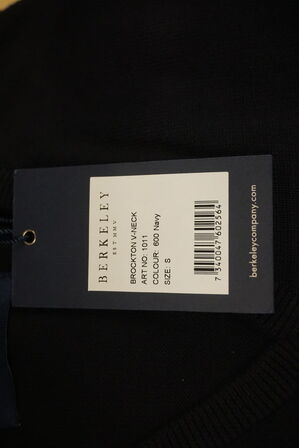 BERKELEY
EST MMV
BROCKTON V-NECK
ART NO: 1011
COLOUR: 600 Navy
SIZE: S
7 340047 602564
berkeleycompany.com